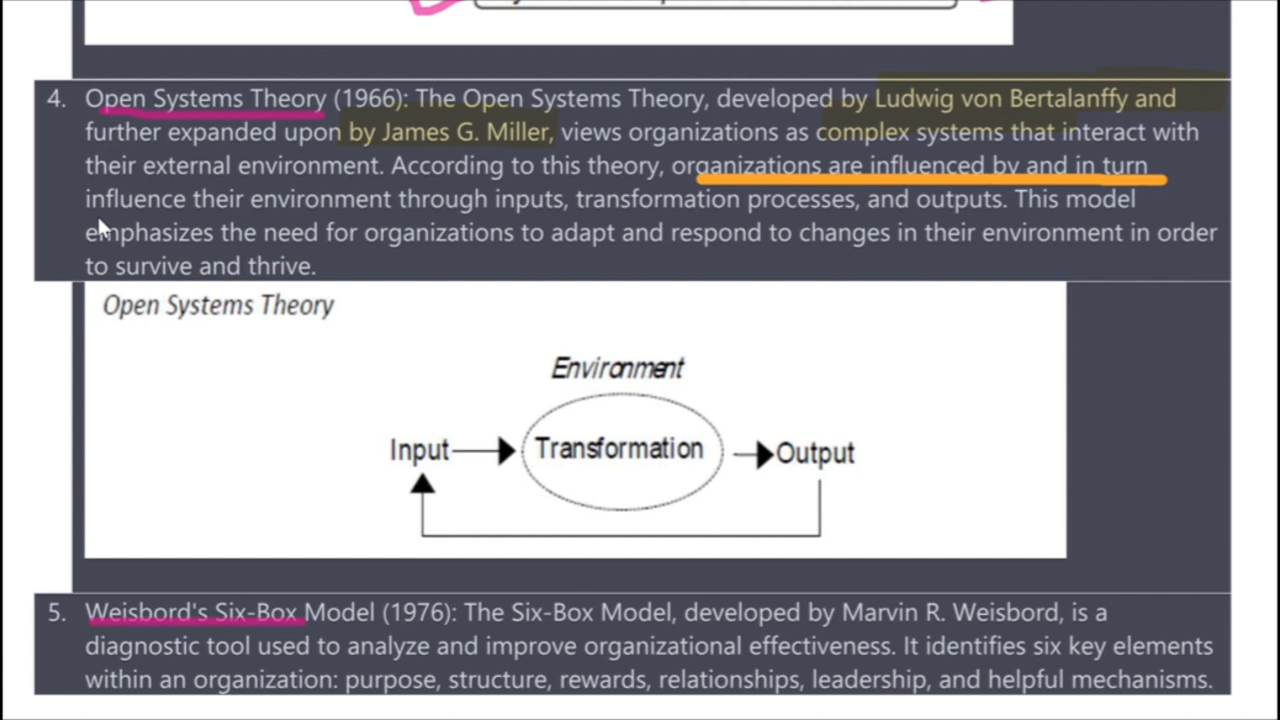 4. Open Systems Theory (1966): The Open Systems Theory, developed by Ludwig von Bertalanffy and
further expanded upon by James G. Miller, views organizations as complex systems that interact with
their external environment. According to this theory, organizations are influenced by and in turn
influence their environment through inputs, transformation processes, and outputs. This model
emphasizes the need for organizations to adapt and respond to changes in their environment in order
to survive and thrive.
Open Systems Theory
Environment
Input
Transformation
Output
5. Weisbord's Six-Box Model (1976): The Six-Box Model, developed by Marvin R. Weisbord, is a
diagnostic tool used to analyze and improve organizational effectiveness. It identifies six key elements
within an organization: purpose, structure, rewards, relationships, leadership, and helpful mechanisms.